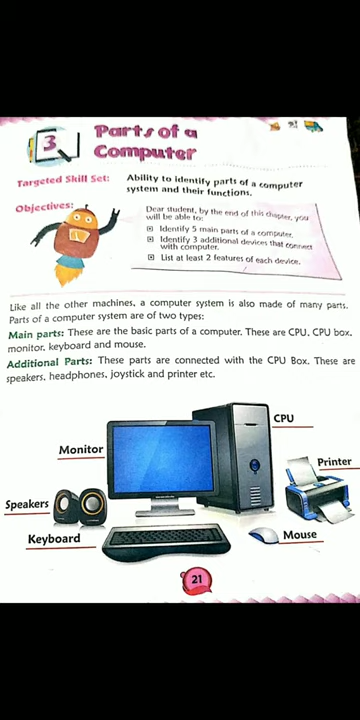 3
Parts of a
Computer
Targeted Skill Set:
Ability to identify parts of a computer
system and their functions.
Objectives:
Dear student, by the end of this chapter, you
will be able to:
Identify 5 main parts of a computer.
Identify 3 additional devices that connect
with computer.
List at least 2 features of each device.
Like all the other machines, a computer system is also made of many parts.
Parts of a computer system are of two types:
Main parts: These are the basic parts of a computer. These are CPU, CPU box,
monitor, keyboard and mouse.
Additional Parts: These parts are connected with the CPU Box. These are
speakers, headphones, joystick and printer etc.
CPU
Monitor
Printer
Speakers
Keyboard
Mouse
21